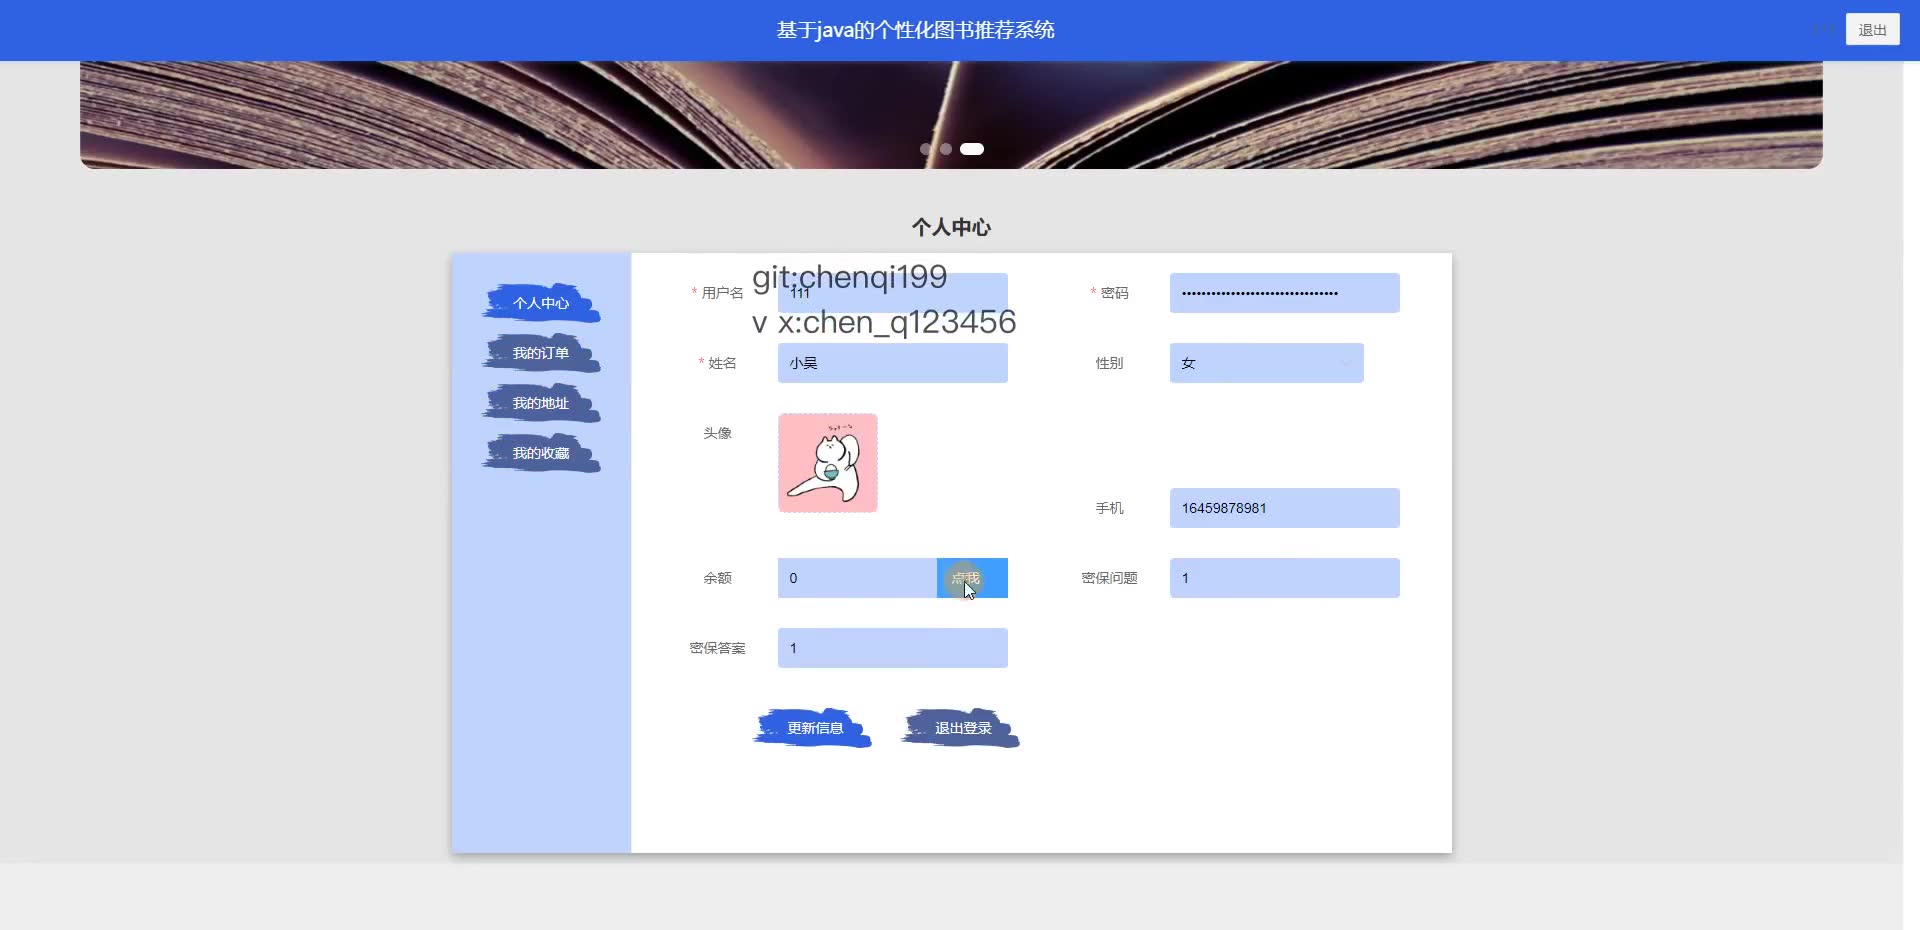 基于java的个性化图书推荐系统
退出
个人中心
git:chenqi199
v x:chen_q123456
个人中心
我的订单
我的地址
我的收藏
* 用户名 111
* 密码 ••••••••••••••••••••••••••••••••
* 姓名 小吴
性别 女
头像
手机 16459878981
余额 0 点我
密保问题 1
密保答案 1
更新信息 退出登录